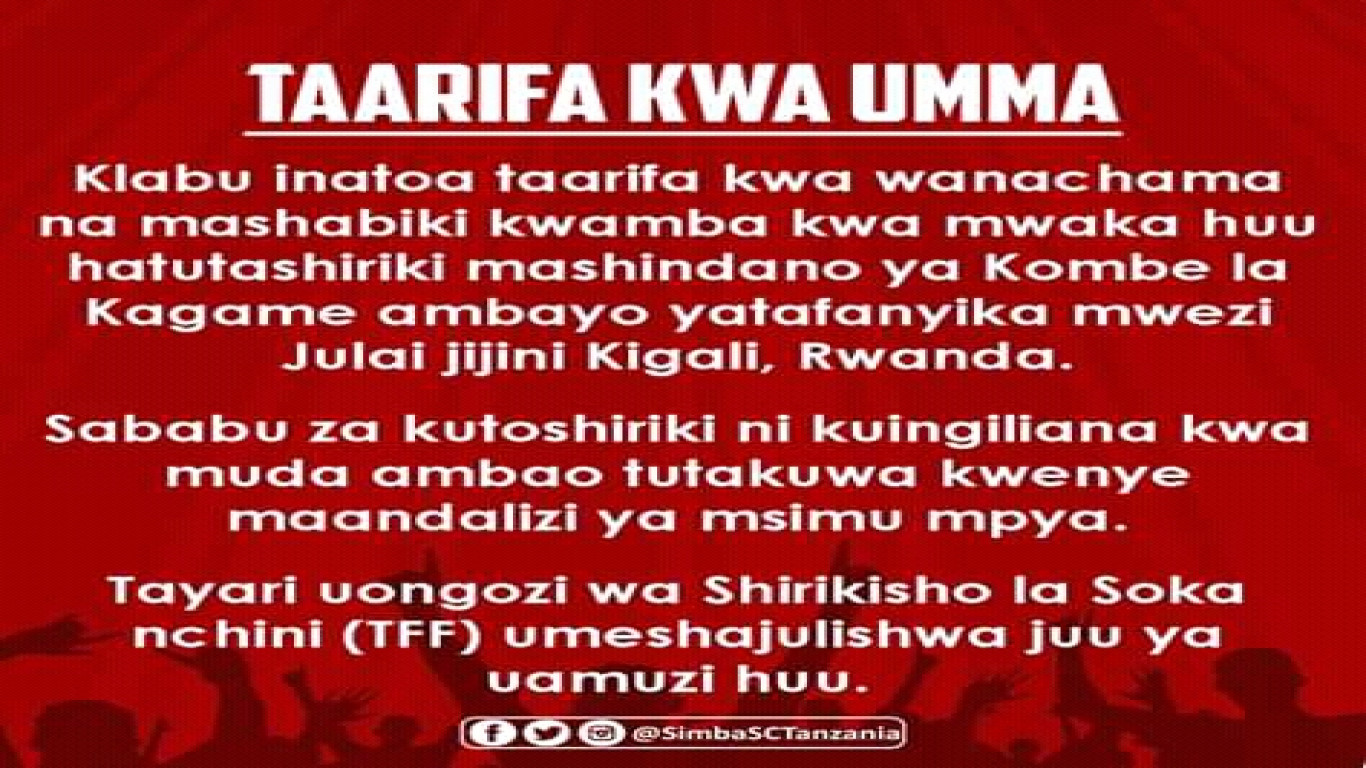 TAARIFA KWA UMMA
Klabu inatoa taarifa kwa wanachama
na mashabiki kwamba kwa mwaka huu
hatutashiriki mashindano ya Kombe la
Kagame ambayo yatafanyika mwezi
Julai jijini Kigali, Rwanda.
Sababu za kutoshiriki ni kuingiliana kwa
muda ambao tutakuwa kwenye
maandalizi ya msimu mpya.
Tayari uongozi wa Shirikisho la Soka
nchini (TFF) umeshajulishwa juu ya
uamuzi huu.
@SimbaSCTanzania